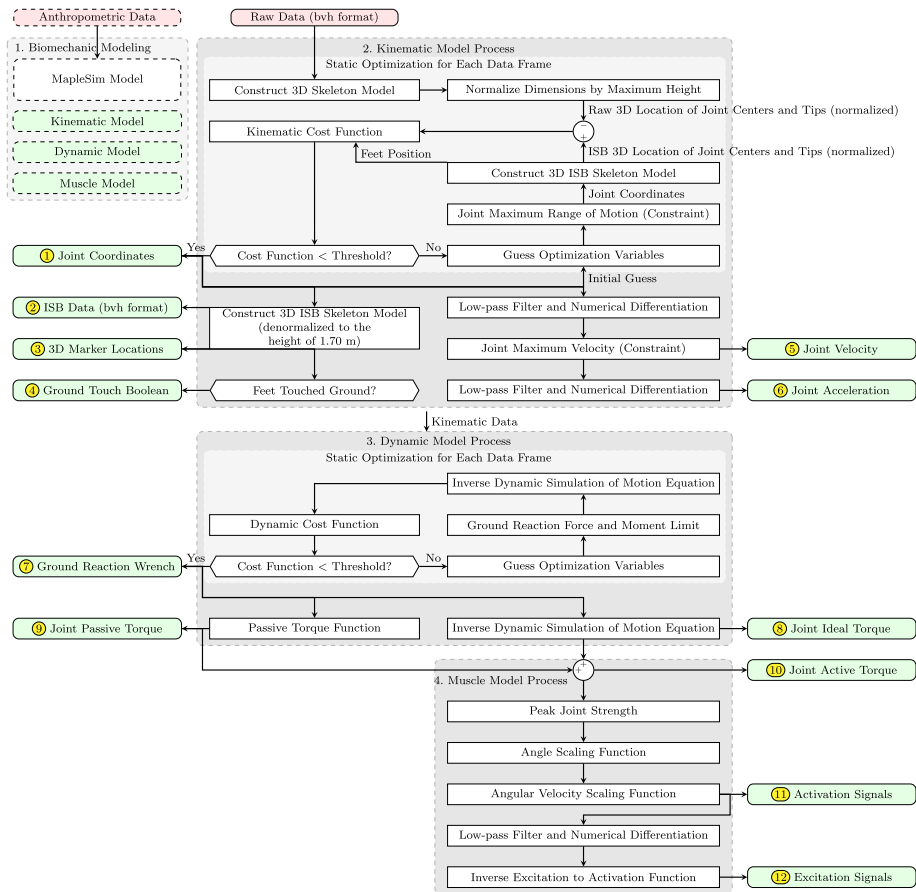 Anthropometric Data
Raw Data (bvh format)
1. Biomechanic Modeling
MapleSim Model
Kinematic Model
Dynamic Model
Muscle Model
2. Kinematic Model Process
Static Optimization for Each Data Frame
Construct 3D Skeleton Model
Normalize Dimensions by Maximum Height
Raw 3D Location of Joint Centers and Tips (normalized)
Kinematic Cost Function
−
+
Feet Position
ISB 3D Location of Joint Centers and Tips (normalized)
Construct 3D ISB Skeleton Model
Joint Coordinates
Joint Maximum Range of Motion (Constraint)
Yes
1 Joint Coordinates
Cost Function < Threshold?
No
Guess Optimization Variables
Initial Guess
2 ISB Data (bvh format)
Construct 3D ISB Skeleton Model
(denormalized to the
height of 1.70 m)
Low-pass Filter and Numerical Differentiation
3 3D Marker Locations
Joint Maximum Velocity (Constraint)
5 Joint Velocity
4 Ground Touch Boolean
Feet Touched Ground?
Low-pass Filter and Numerical Differentiation
6 Joint Acceleration
Kinematic Data
3. Dynamic Model Process
Static Optimization for Each Data Frame
Inverse Dynamic Simulation of Motion Equation
Dynamic Cost Function
Ground Reaction Force and Moment Limit
Yes
7 Ground Reaction Wrench
Cost Function < Threshold?
No
Guess Optimization Variables
9 Joint Passive Torque
Passive Torque Function
Inverse Dynamic Simulation of Motion Equation
8 Joint Ideal Torque
+
+
10 Joint Active Torque
4. Muscle Model Process
Peak Joint Strength
Angle Scaling Function
Angular Velocity Scaling Function
11 Activation Signals
Low-pass Filter and Numerical Differentiation
Inverse Excitation to Activation Function
12 Excitation Signals